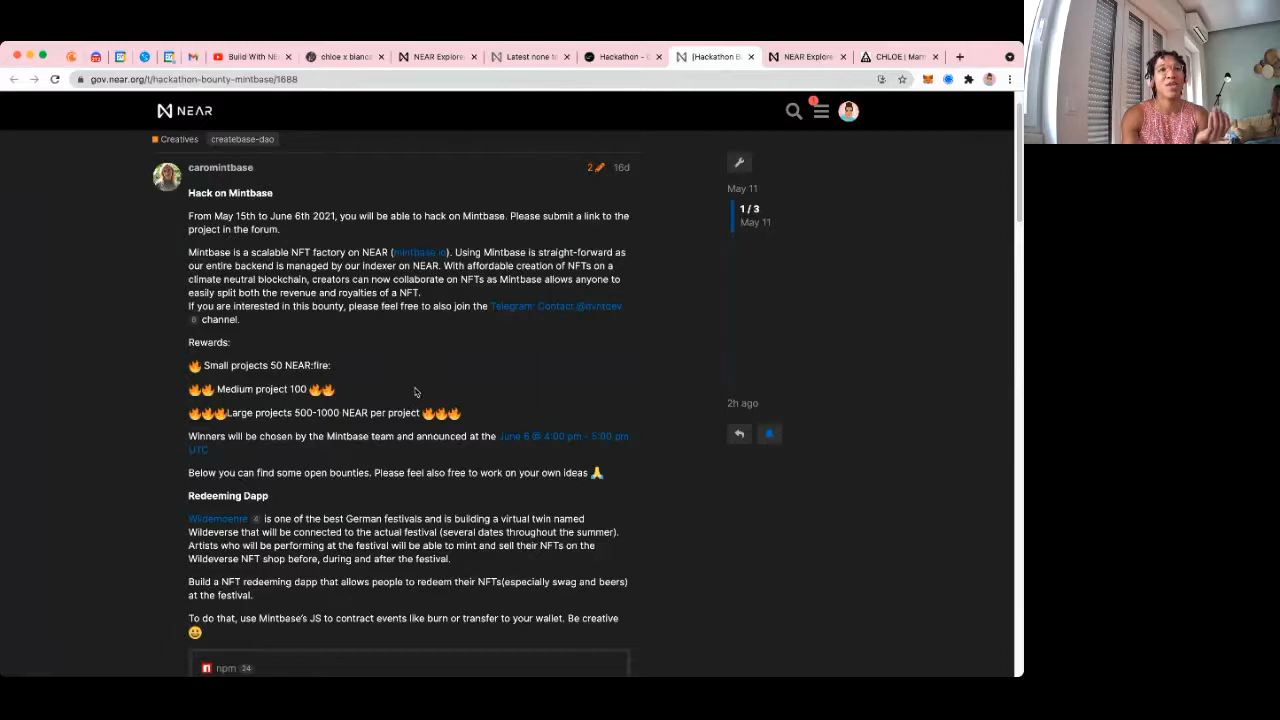 Build With NE
chloe x bianc
NEAR Explorer
Latest none to
Hackathon - 
[Hackathon B
NEAR Explore
CHLOE | Mar
gov.near.org/t/hackathon-bounty-mintbase/1688
NEAR
1
Creatives createbase-dao
caromintbase 2 16d
Hack on Mintbase
From May 15th to June 6th 2021, you will be able to hack on Mintbase. Please submit a link to the
project in the forum.
Mintbase is a scalable NFT factory on NEAR (mintbase.io). Using Mintbase is straight-forward as
our entire backend is managed by our indexer on NEAR. With affordable creation of NFTs on a
climate neutral blockchain, creators can now collaborate on NFTs as Mintbase allows anyone to
easily split both the revenue and royalties of a NFT.
If you are interested in this bounty, please feel free to also join the Telegram: Contact @mintdev
8 channel.
Rewards:
🔥 Small projects 50 NEAR:fire:
🔥🔥 Medium project 100 🔥🔥
🔥🔥🔥Large projects 500-1000 NEAR per project 🔥🔥🔥
Winners will be chosen by the Mintbase team and announced at the June 6 @ 4:00 pm - 5:00 pm
UTC
Below you can find some open bounties. Please feel also free to work on your own ideas 🙏
Redeeming Dapp
Wildemoehre 4 is one of the best German festivals and is building a virtual twin named
Wildeverse that will be connected to the actual festival (several dates throughout the summer).
Artists who will be performing at the festival will be able to mint and sell their NFTs on the
Wildeverse NFT shop before, during and after the festival.
Build a NFT redeeming dapp that allows people to redeem their NFTs(especially swag and beers)
at the festival.
To do that, use Mintbase's JS to contract events like burn or transfer to your wallet. Be creative
😀
n npm 24
May 11
1 / 3
May 11
2h ago